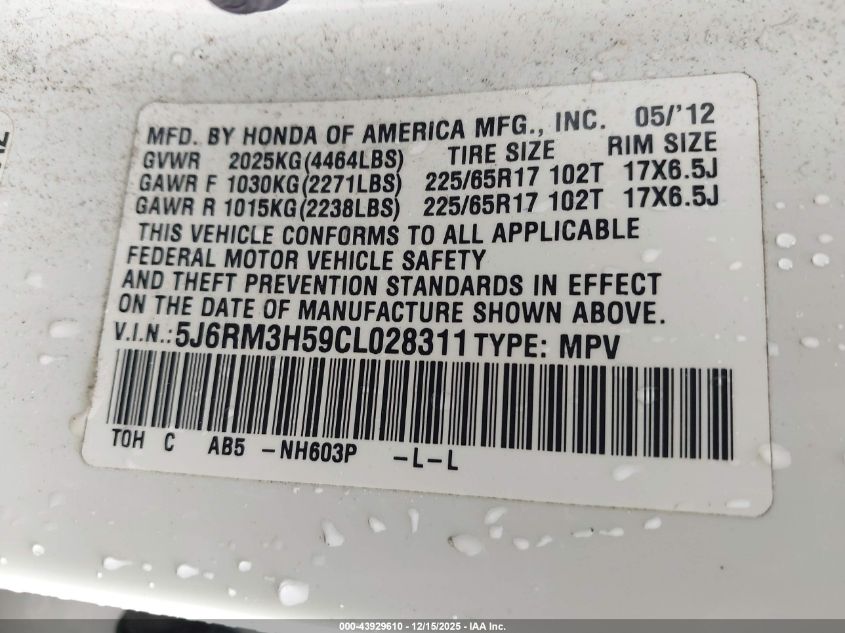 MFD. BY HONDA OF AMERICA MFG., INC. 05/'12
GVWR 2025KG(4464LBS) TIRE SIZE RIM SIZE
GAWR F 1030KG(2271LBS) 225/65R17 102T 17X6.5J
GAWR R 1015KG(2238LBS) 225/65R17 102T 17X6.5J
THIS VEHICLE CONFORMS TO ALL APPLICABLE
FEDERAL MOTOR VEHICLE SAFETY
AND THEFT PREVENTION STANDARDS IN EFFECT
ON THE DATE OF MANUFACTURE SHOWN ABOVE.
V.I.N.: 5J6RM3H59CL028311 TYPE: MPV
TOH C AB5 -NH603P -L-L
000-43929610 - 12/15/2025 - IAA Inc.